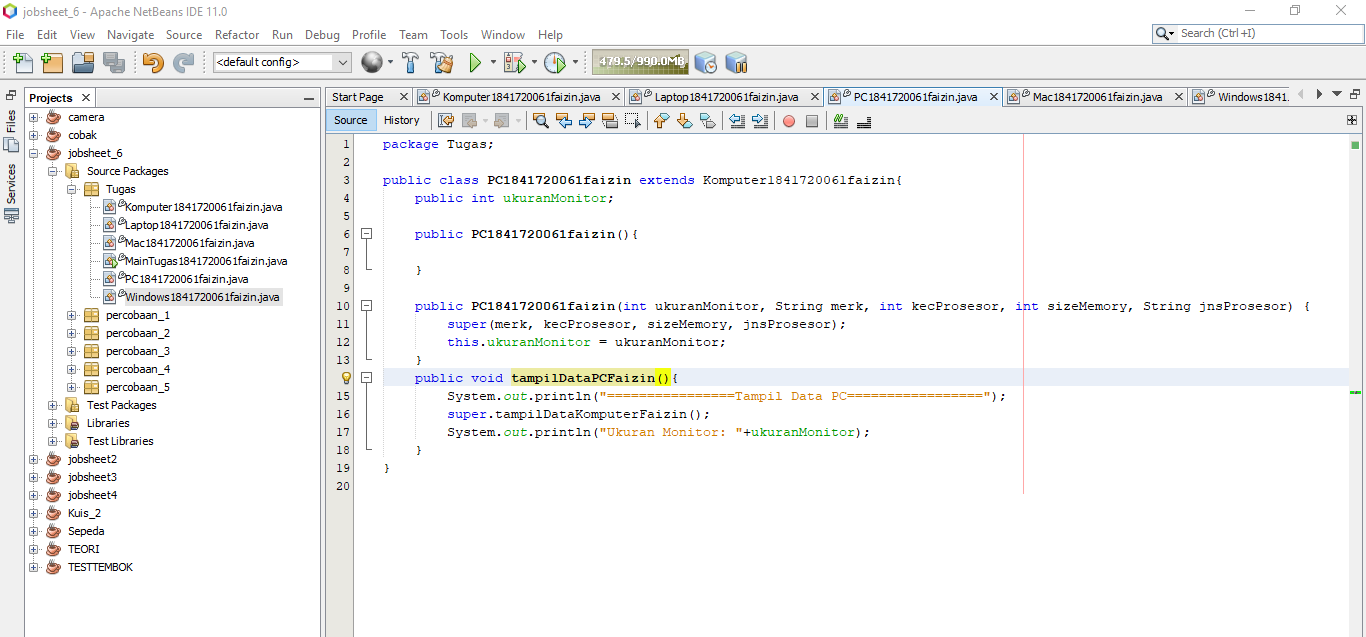 jobsheet_6 - Apache NetBeans IDE 11.0
File Edit View Navigate Source Refactor Run Debug Profile Team Tools Window Help
Search (Ctrl+I)
<default config>
479.5/990.0MB
Projects
Files
Services
camera
cobak
jobsheet_6
Source Packages
Tugas
Komputer1841720061faizin.java
Laptop1841720061faizin.java
Mac1841720061faizin.java
MainTugas1841720061faizin.java
PC1841720061faizin.java
Windows1841720061faizin.java
percobaan_1
percobaan_2
percobaan_3
percobaan_4
percobaan_5
Test Packages
Libraries
Test Libraries
jobsheet2
jobsheet3
jobsheet4
Kuis_2
Sepeda
TEORI
TESTTEMBOK
Start Page Komputer1841720061faizin.java Laptop1841720061faizin.java PC1841720061faizin.java Mac1841720061faizin.java Windows1841.
Source History
1 package Tugas;
2
3 public class PC1841720061faizin extends Komputer1841720061faizin{
4 public int ukuranMonitor;
5
6 public PC1841720061faizin(){
7
8 }
9
10 public PC1841720061faizin(int ukuranMonitor, String merk, int kecProsesor, int sizeMemory, String jnsProsesor) {
11 super(merk, kecProsesor, sizeMemory, jnsProsesor);
12 this.ukuranMonitor = ukuranMonitor;
13 }
public void tampilDataPCFaizin(){
15 System.out.println("================Tampil Data PC=================");
16 super.tampilDataKomputerFaizin();
17 System.out.println("Ukuran Monitor: "+ukuranMonitor);
18 }
19 }
20